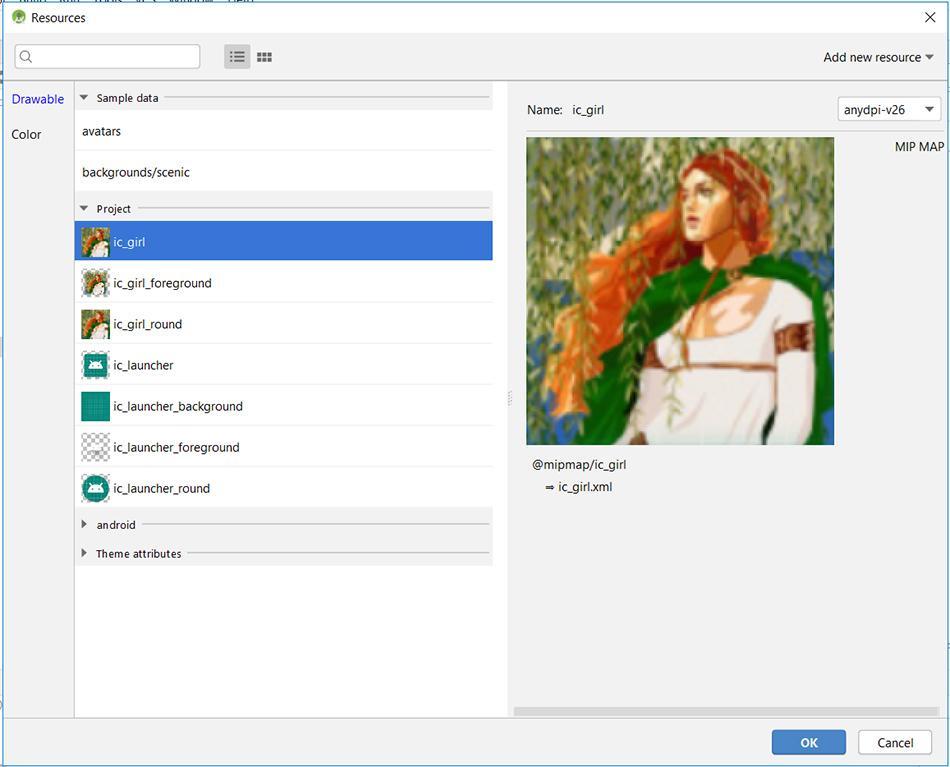 Resources
Add new resource
Drawable
Color
Sample data
avatars
backgrounds/scenic
Project
ic_girl
ic_girl_foreground
ic_girl_round
ic_launcher
ic_launcher_background
ic_launcher_foreground
ic_launcher_round
android
Theme attributes
Name: ic_girl
anydpi-v26
MIP MAP
@mipmap/ic_girl
⇒ ic_girl.xml
OK
Cancel